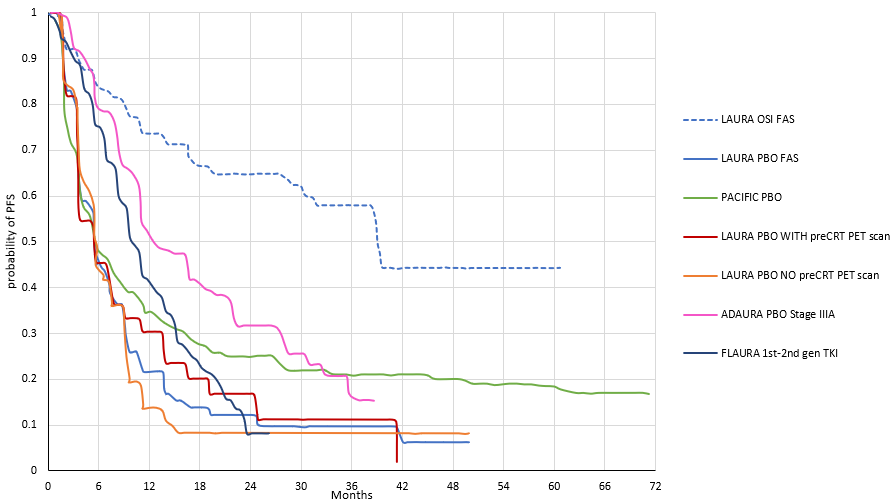 1
0.9
0.8
0.7
0.6
0.5
0.4
0.3
0.2
0.1
0
probability of PFS
0 6 12 18 24 30 36 42 48 54 60 66 72
Months
LAURA OSI FAS
LAURA PBO FAS
PACIFIC PBO
LAURA PBO WITH preCRT PET scan
LAURA PBO NO preCRT PET scan
ADAURA PBO Stage IIIA
FLAURA 1st-2nd gen TKI